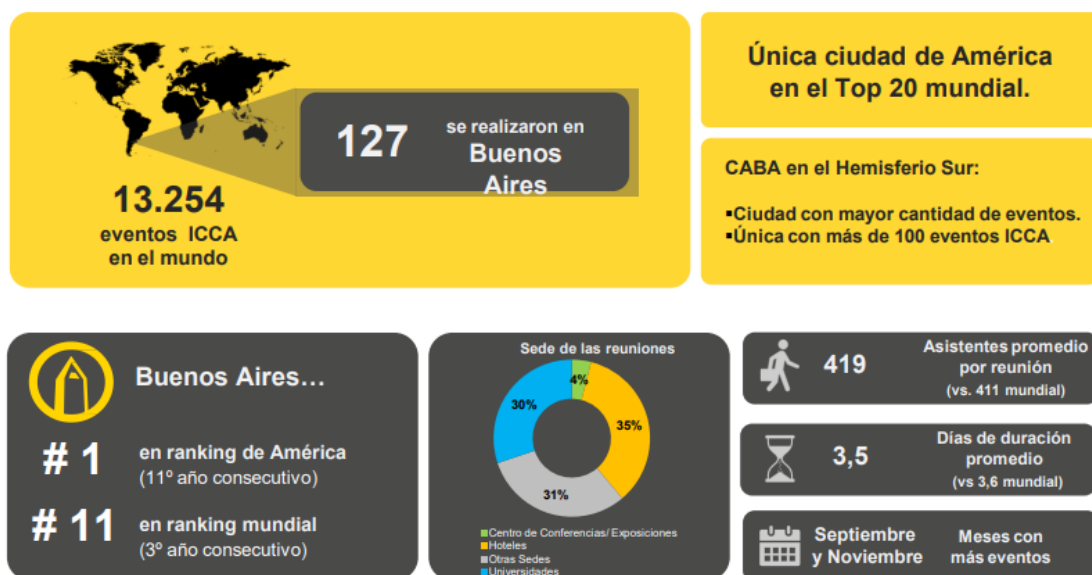 13.254
eventos ICCA
en el mundo
127
se realizaron en
Buenos
Aires
Única ciudad de América
en el Top 20 mundial.
CABA en el Hemisferio Sur:
▪Ciudad con mayor cantidad de eventos.
▪Única con más de 100 eventos ICCA.
Buenos Aires…
# 1
en ranking de América
(11º año consecutivo)
# 11
en ranking mundial
(3º año consecutivo)
Sede de las reuniones
4%
30%
35%
31%
Centro de Conferencias/ Exposiciones
Hoteles
Otras Sedes
Universidades
419
Asistentes promedio
por reunión
(vs. 411 mundial)
3,5
Días de duración
promedio
(vs 3,6 mundial)
Septiembre
y Noviembre
Meses con
más eventos